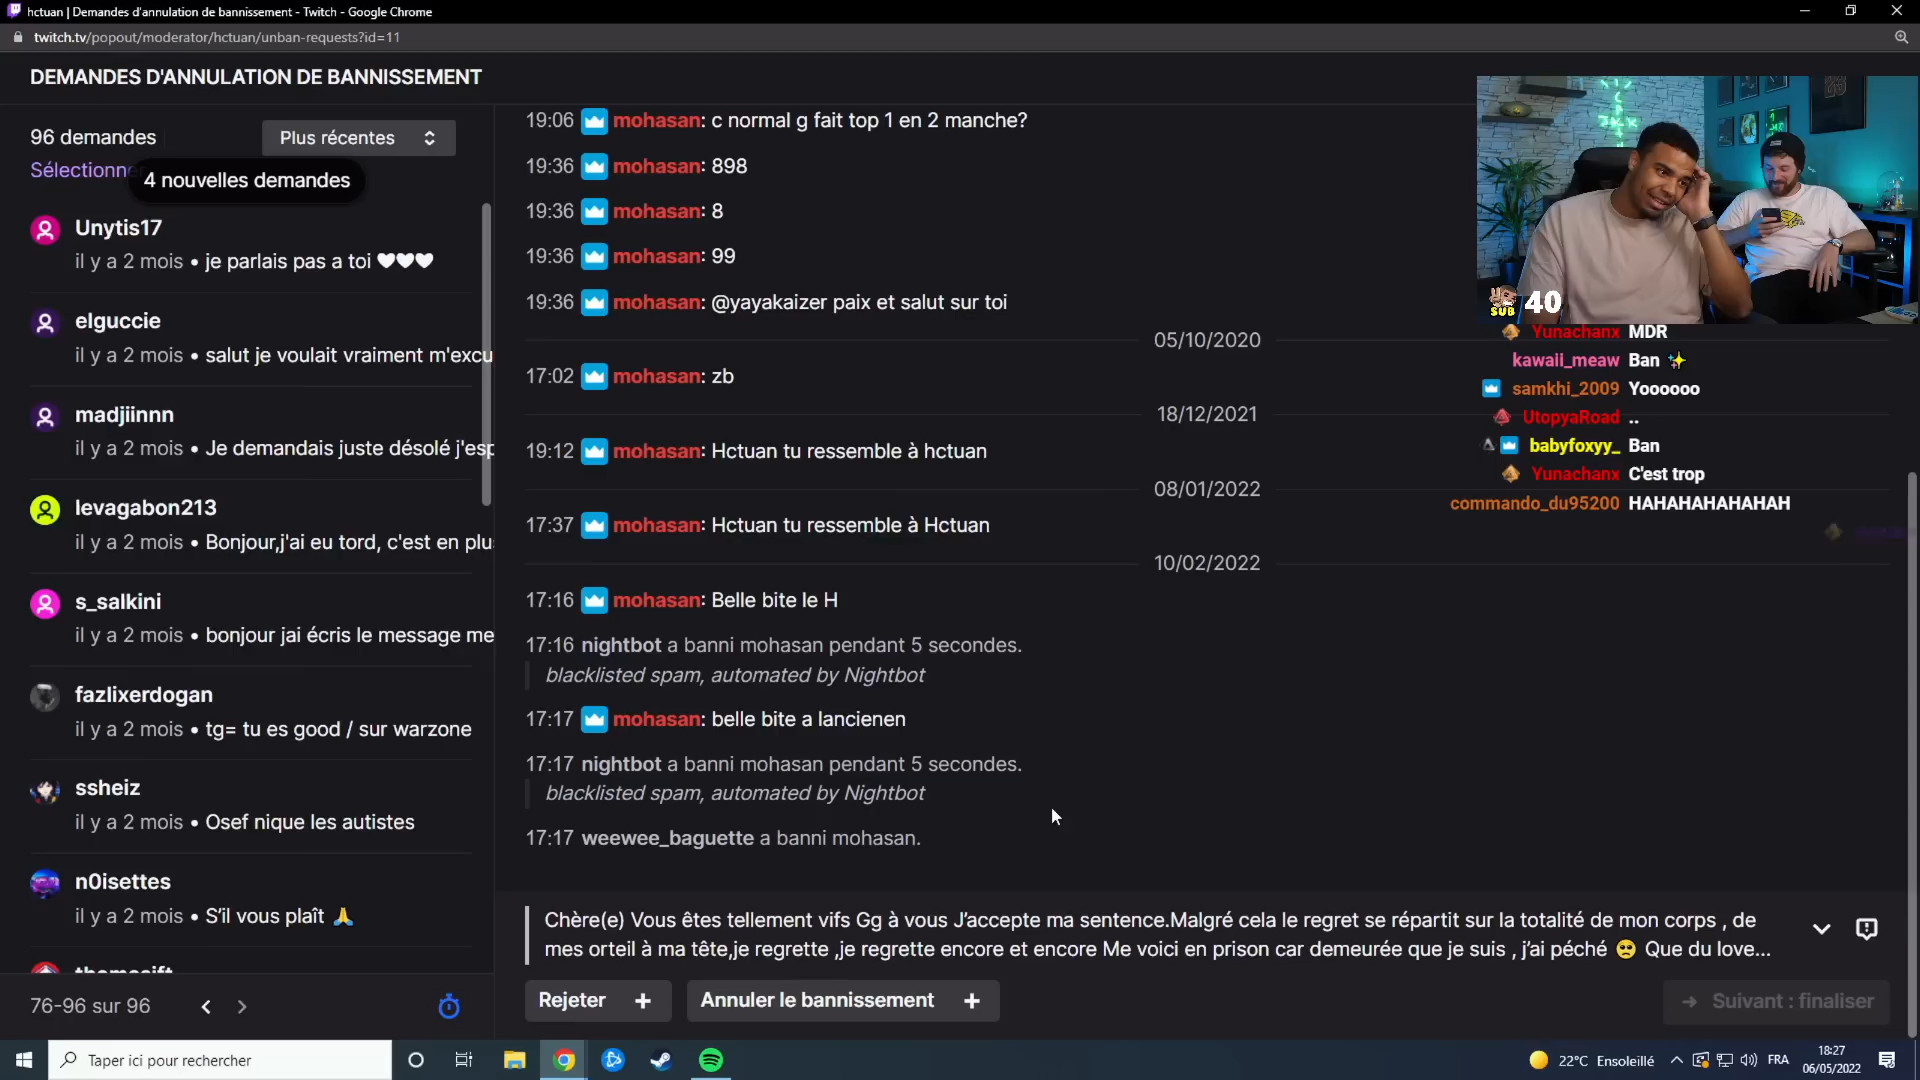 hctuan | Demandes d'annulation de bannissement - Twitch - Google Chrome
twitch.tv/popout/moderator/hctuan/unban-requests?id=11
DEMANDES D'ANNULATION DE BANNISSEMENT
96 demandes
Plus récentes
4 nouvelles demandes
Unytis17
il y a 2 mois • je parlais pas a toi 🤍🤍🤍
elguccie
il y a 2 mois • salut je voulait vraiment m'excu
madjiinnn
il y a 2 mois • Je demandais juste désolé j'esp
levagabon213
il y a 2 mois • Bonjour,j'ai eu tord, c'est en plu
s_salkini
il y a 2 mois • bonjour jai écris le message me
fazlixerdogan
il y a 2 mois • tg= tu es good / sur warzone
ssheiz
il y a 2 mois • Osef nique les autistes
n0isettes
il y a 2 mois • S'il vous plaît 🙏
76-96 sur 96
19:06 mohasan: c normal g fait top 1 en 2 manche?
19:36 mohasan: 898
19:36 mohasan: 8
19:36 mohasan: 99
19:36 mohasan: @yayakaizer paix et salut sur toi
05/10/2020
17:02 mohasan: zb
18/12/2021
19:12 mohasan: Hctuan tu ressemble à hctuan
08/01/2022
17:37 mohasan: Hctuan tu ressemble à Hctuan
10/02/2022
17:16 mohasan: Belle bite le H
17:16 nightbot a banni mohasan pendant 5 secondes.
blacklisted spam, automated by Nightbot
17:17 mohasan: belle bite a lancienen
17:17 nightbot a banni mohasan pendant 5 secondes.
blacklisted spam, automated by Nightbot
17:17 weewee_baguette a banni mohasan.
Chère(e) Vous êtes tellement vifs Gg à vous J'accepte ma sentence.Malgré cela le regret se répartit sur la totalité de mon corps , de
mes orteil à ma tête,je regrette ,je regrette encore et encore Me voici en prison car demeurée que je suis , j'ai péché 🥺 Que du love...
Rejeter +
Annuler le bannissement +
→ Suivant : finaliser
SUB 40
Yunachanx MDR
kawaii_meaw Ban ✨
samkhi_2009 Yoooooo
UtopyaRoad ..
babyfoxyy_ Ban
Yunachanx C'est trop
commando_du95200 HAHAHAHAHAHAH
Taper ici pour rechercher
22°C Ensoleillé
FRA
18:27
06/05/2022